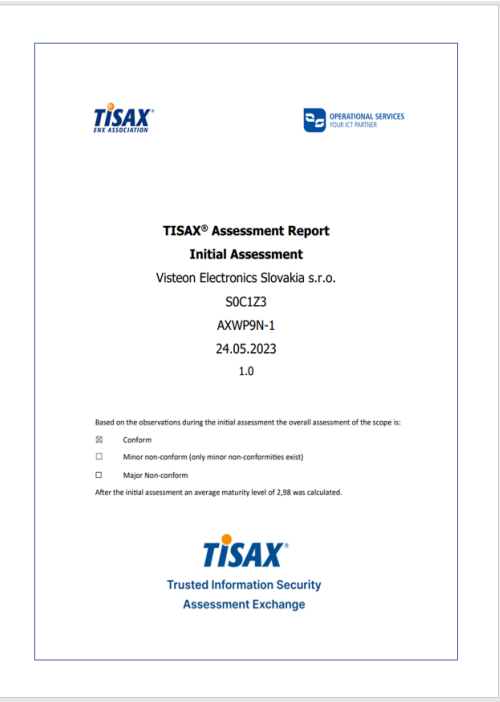 TiSAX®
ENX ASSOCIATION
OPERATIONAL SERVICES
YOUR ICT PARTNER
TISAX® Assessment Report
Initial Assessment
Visteon Electronics Slovakia s.r.o.
S0C1Z3
AXWP9N-1
24.05.2023
1.0
Based on the observations during the initial assessment the overall assessment of the scope is:
☒ Conform
☐ Minor non-conform (only minor non-conformities exist)
☐ Major Non-conform
After the initial assessment an average maturity level of 2,98 was calculated.
TiSAX®
Trusted Information Security
Assessment Exchange